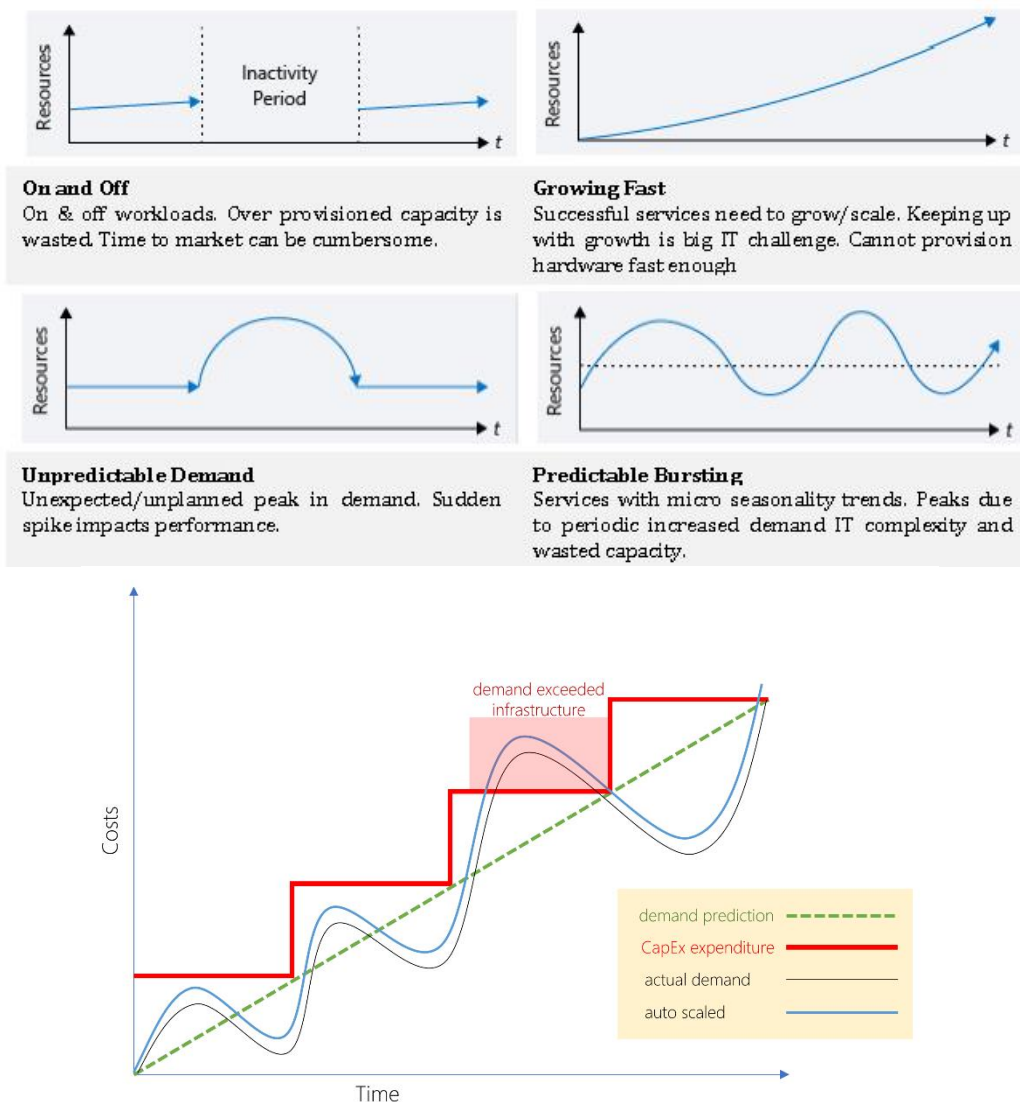 Resources
Inactivity
Period
t
Resources
t
On and Off
On & off workloads. Over provisioned capacity is
wasted. Time to market can be cumbersome.
Growing Fast
Successful services need to grow/scale. Keeping up
with growth is big IT challenge. Cannot provision
hardware fast enough
Resources
t
Resources
t
Unpredictable Demand
Unexpected/unplanned peak in demand. Sudden
spike impacts performance.
Predictable Bursting
Services with micro seasonality trends. Peaks due
to periodic increased demand IT complexity and
wasted capacity.
demand exceeded
infrastructure
Costs
demand prediction
CapEx expenditure
actual demand
auto scaled
Time